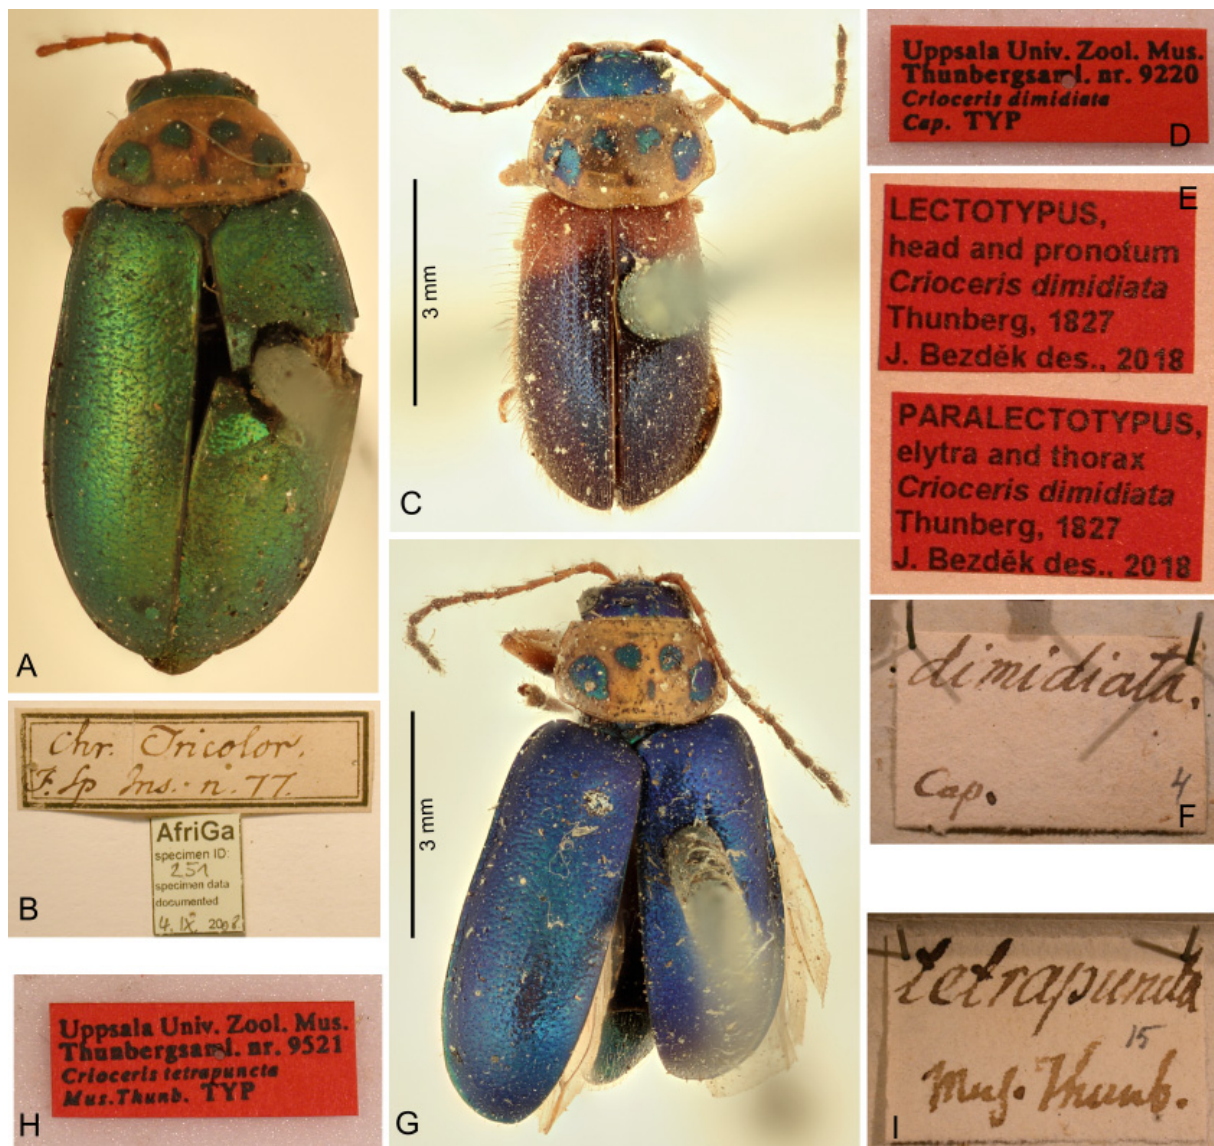 A
chr. Tricolor.
F. Sp Ins. n. 77.
AfriGa
specimen ID:
251
specimen data
documented
4. IX. 2008
B
3 mm
C
Uppsala Univ. Zool. Mus.
Thunbergsaml. nr. 9220
Crioceris dimidiata
Cap. TYP
D
E
LECTOTYPUS,
head and pronotum
Crioceris dimidiata
Thunberg, 1827
J. Bezděk des., 2018
PARALECTOTYPUS,
elytra and thorax
Crioceris dimidiata
Thunberg, 1827
J. Bezděk des., 2018
dimidiata.
Cap. 4
F
3 mm
G
Uppsala Univ. Zool. Mus.
Thunbergsaml. nr. 9521
Crioceris tetrapuncta
Mus.Thunb. TYP
H
tetrapuncta
15
Mus. Thunb.
I